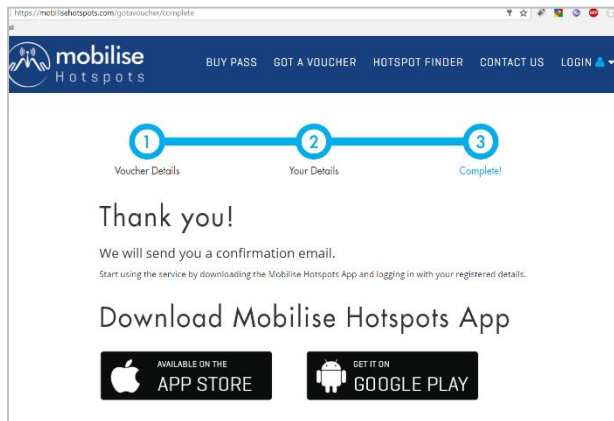 https://mobilisehotspots.com/gotavoucher/complete
mobilise
Hotspots
BUY PASS GOT A VOUCHER HOTSPOT FINDER CONTACT US LOGIN
1 2 3
Voucher Details Your Details Complete!
Thank you!
We will send you a confirmation email.
Start using the service by downloading the Mobilise Hotspots App and logging in with your registered details.
Download Mobilise Hotspots App
AVAILABLE ON THE
APP STORE
GET IT ON
GOOGLE PLAY